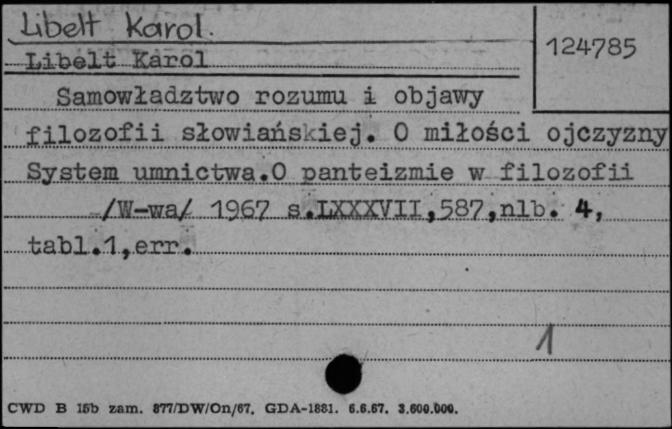 Libelt Karol.
124785
Libelt Karol
Samowładztwo rozumu i objawy
filozofii słowiańskiej. O miłości ojczyzny
System umnictwa.O panteizmie w filozofii
/W-wa/ 1967 s.LXXXVII,587,nlb. 4,
tabl.1,err.
1
CWD B 15b zam. 877/DW/On/67. GDA-1881. 6.6.67. 3.600.000.